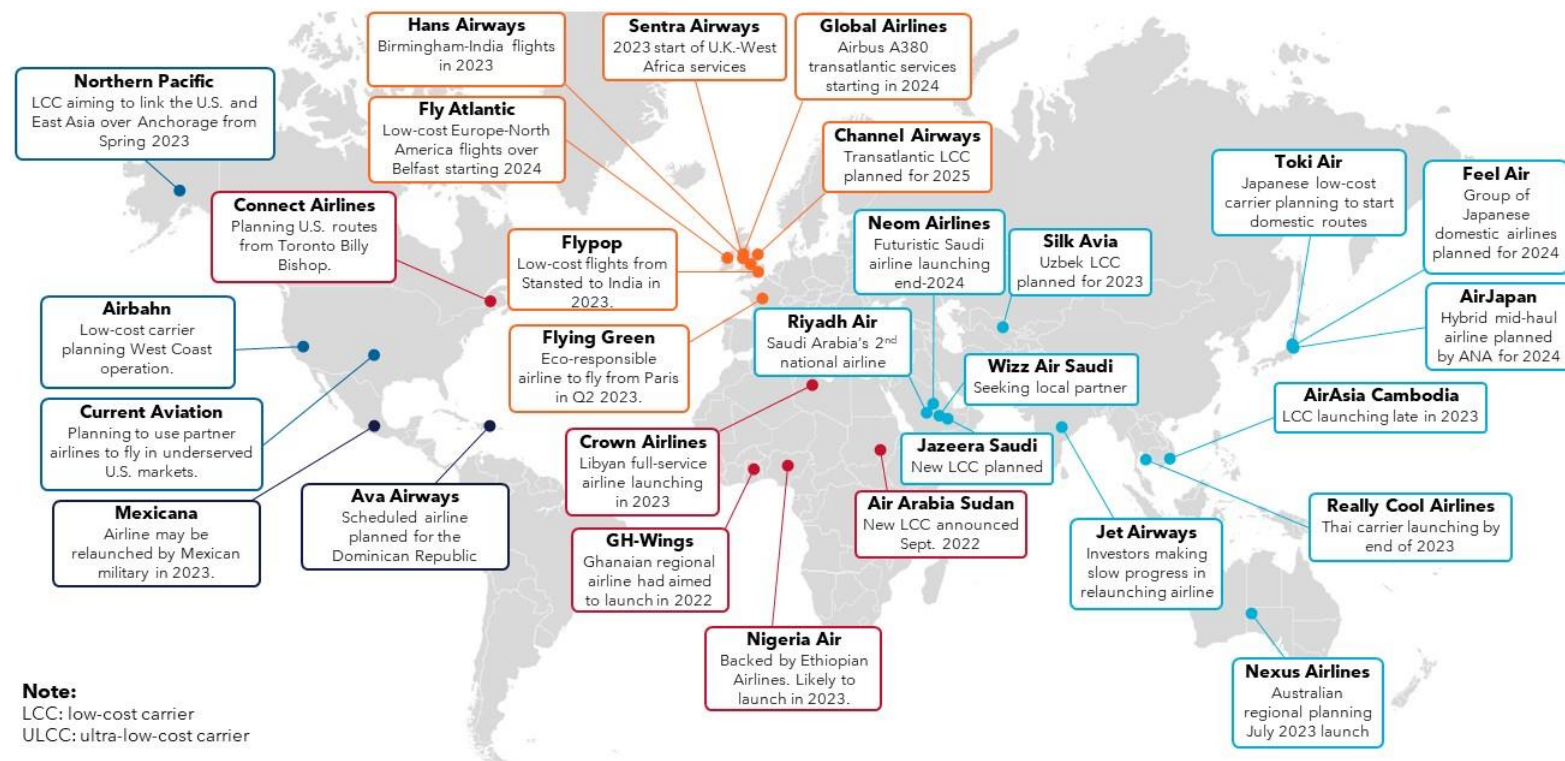 Hans Airways
Birmingham-India flights
in 2023
Sentra Airways
2023 start of U.K.-West
Africa services
Global Airlines
Airbus A380
transatlantic services
starting in 2024
Northern Pacific
LCC aiming to link the U.S. and
East Asia over Anchorage from
Spring 2023
Fly Atlantic
Low-cost Europe-North
America flights over
Belfast starting 2024
Channel Airways
Transatlantic LCC
planned for 2025
Toki Air
Japanese low-cost
carrier planning to start
domestic routes
Feel Air
Group of
Japanese
domestic airlines
planned for 2024
Connect Airlines
Planning U.S. routes
from Toronto Billy
Bishop.
Flypop
Low-cost flights from
Stansted to India in
2023.
Neom Airlines
Futuristic Saudi
airline launching
end-2024
Silk Avia
Uzbek LCC
planned for 2023
Airbahn
Low-cost carrier
planning West Coast
operation.
Flying Green
Eco-responsible
airline to fly from Paris
in Q2 2023.
Riyadh Air
Saudi Arabia's 2nd
national airline
Wizz Air Saudi
Seeking local partner
AirJapan
Hybrid mid-haul
airline planned
by ANA for 2024
AirAsia Cambodia
LCC launching late in 2023
Current Aviation
Planning to use partner
airlines to fly in underserved
U.S. markets.
Crown Airlines
Libyan full-service
airline launching
in 2023
Jazeera Saudi
New LCC planned
Mexicana
Airline may be
relaunched by Mexican
military in 2023.
Ava Airways
Scheduled airline
planned for the
Dominican Republic
GH-Wings
Ghanaian regional
airline had aimed
to launch in 2022
Air Arabia Sudan
New LCC announced
Sept. 2022
Jet Airways
Investors making
slow progress in
relaunching airline
Really Cool Airlines
Thai carrier launching by
end of 2023
Nigeria Air
Backed by Ethiopian
Airlines. Likely to
launch in 2023.
Nexus Airlines
Australian
regional planning
July 2023 launch
Note:
LCC: low-cost carrier
ULCC: ultra-low-cost carrier